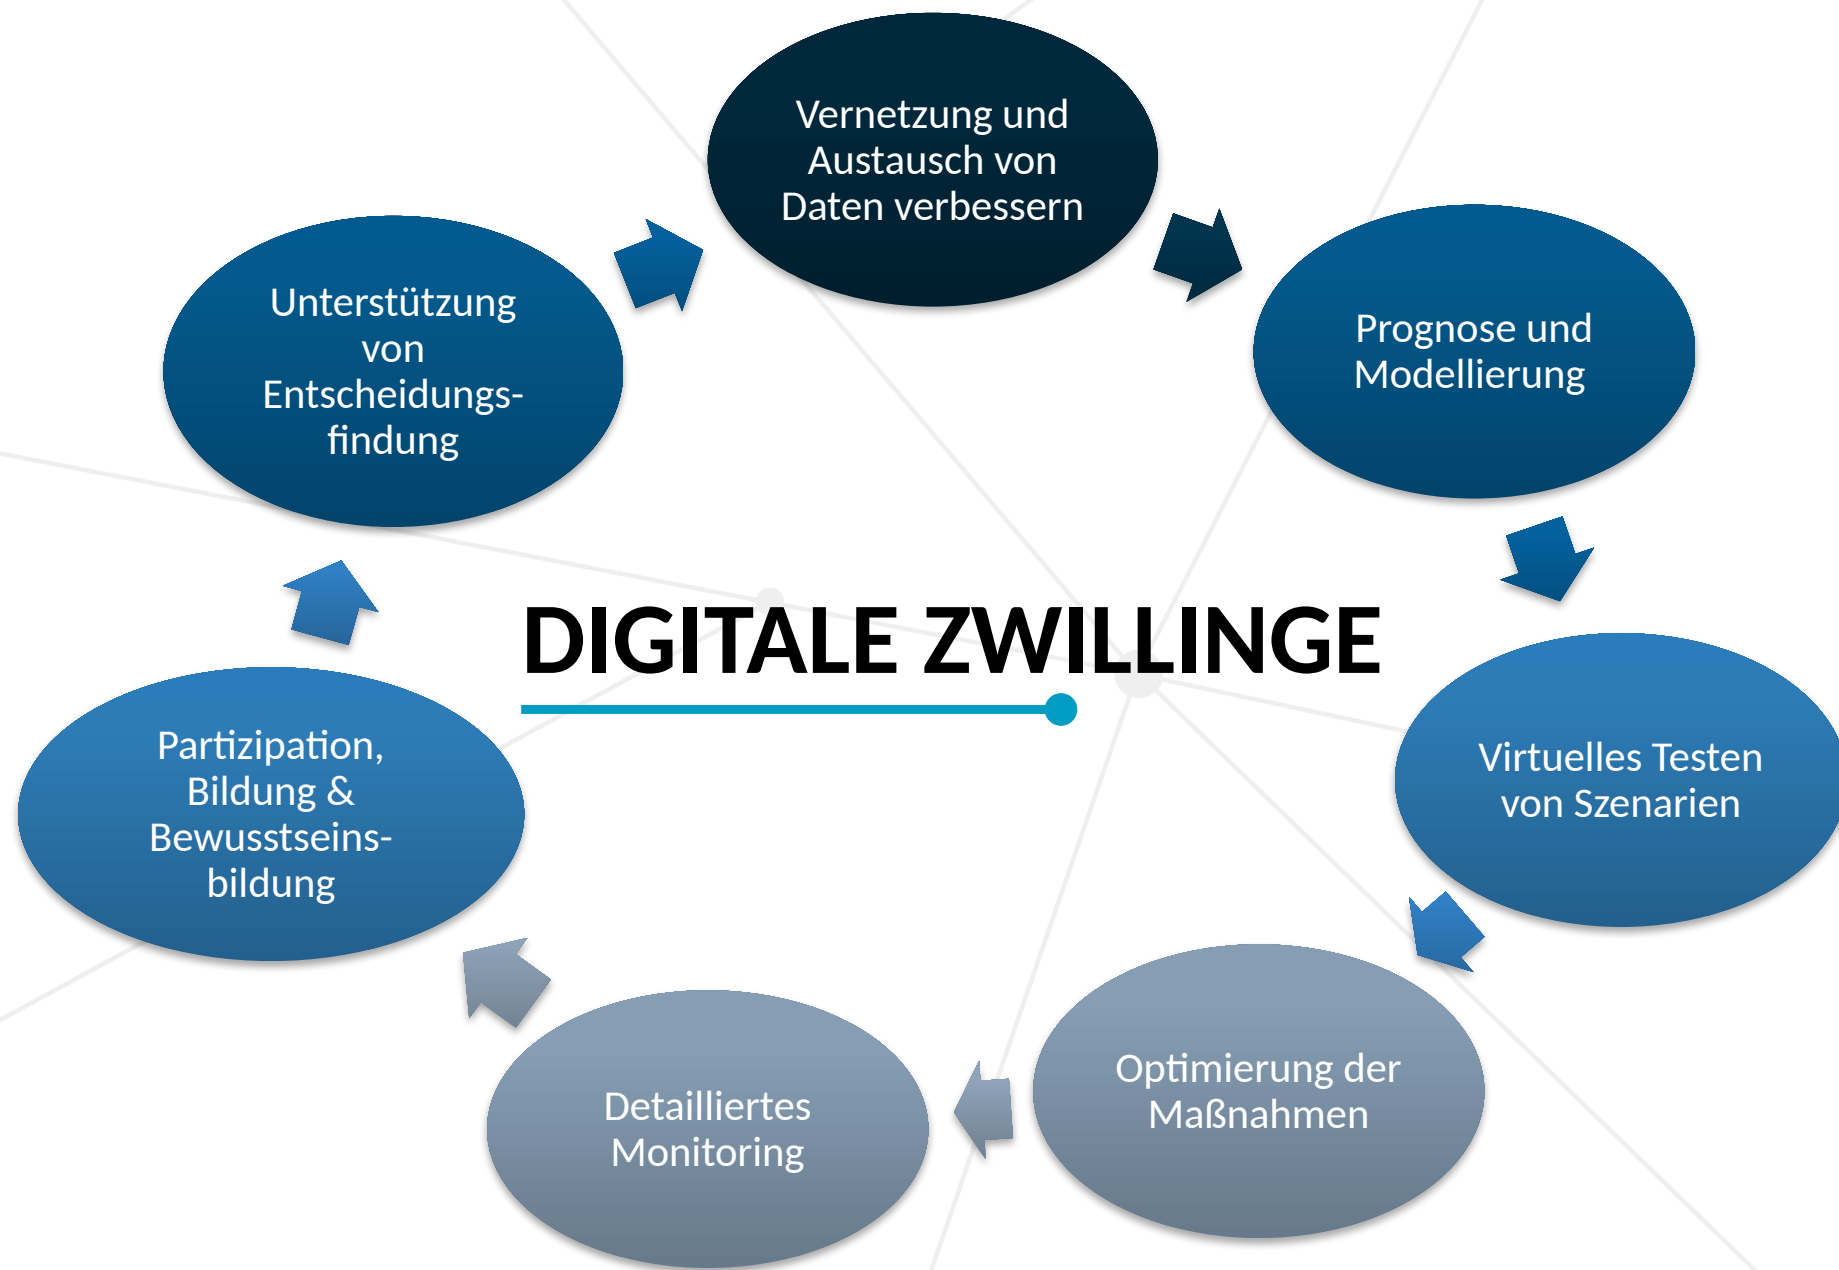 Vernetzung und
Austausch von
Daten verbessern
Prognose und
Modellierung
Virtuelles Testen
von Szenarien
Optimierung der
Maßnahmen
Detailliertes
Monitoring
Partizipation,
Bildung &
Bewusstseins-
bildung
Unterstützung
von
Entscheidungs-
findung
DIGITALE ZWILLINGE